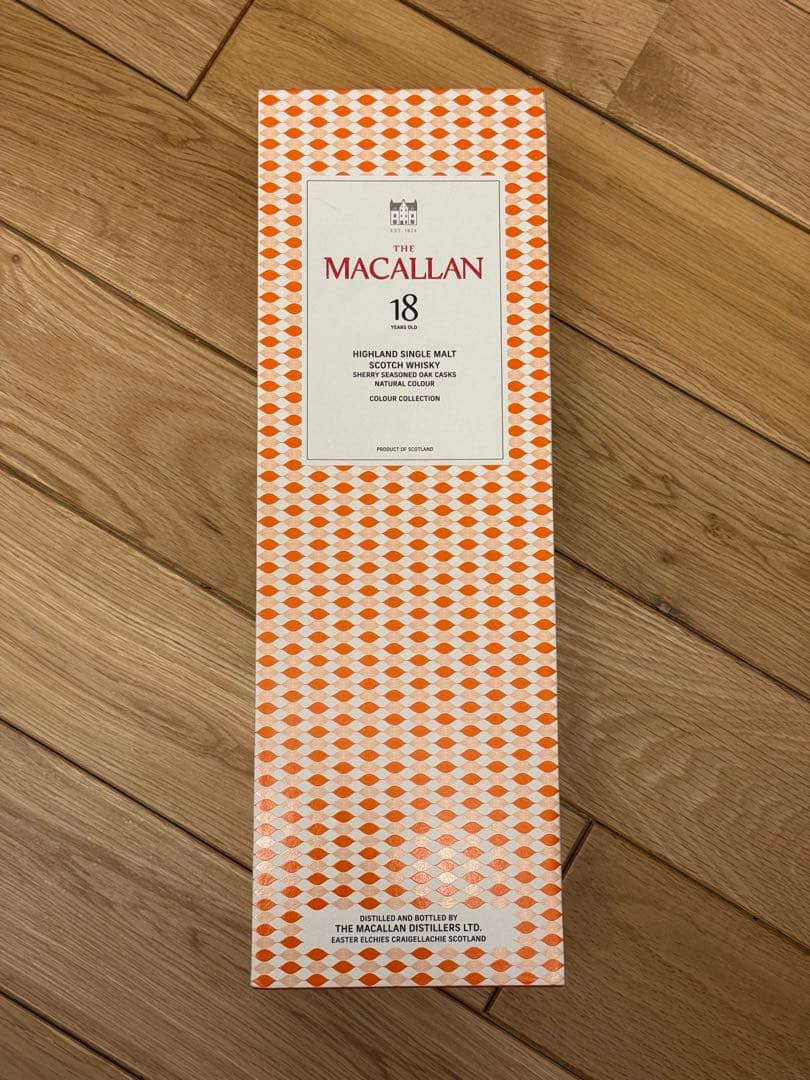 EST. 1824
THE
MACALLAN
18
YEARS OLD
HIGHLAND SINGLE MALT
SCOTCH WHISKY
SHERRY SEASONED OAK CASKS
NATURAL COLOUR
COLOUR COLLECTION
PRODUCT OF SCOTLAND
DISTILLED AND BOTTLED BY
THE MACALLAN DISTILLERS LTD.
EASTER ELCHIES CRAIGELLACHIE SCOTLAND